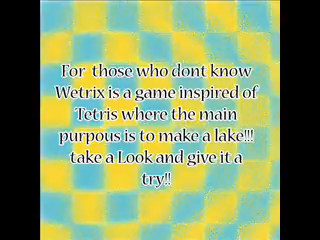 For those who dont know
Wetrix is a game inspired of
Tetris where the main
purpous is to make a lake!!!
take a Look and give it a
try!!